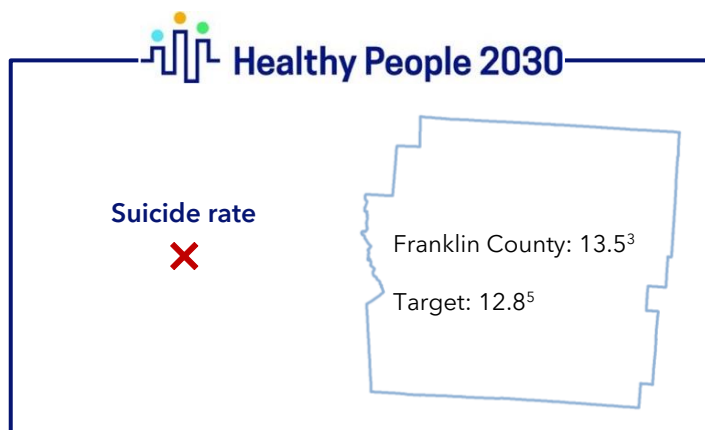 Healthy People 2030
Suicide rate
Franklin County: 13.5³
Target: 12.8⁵